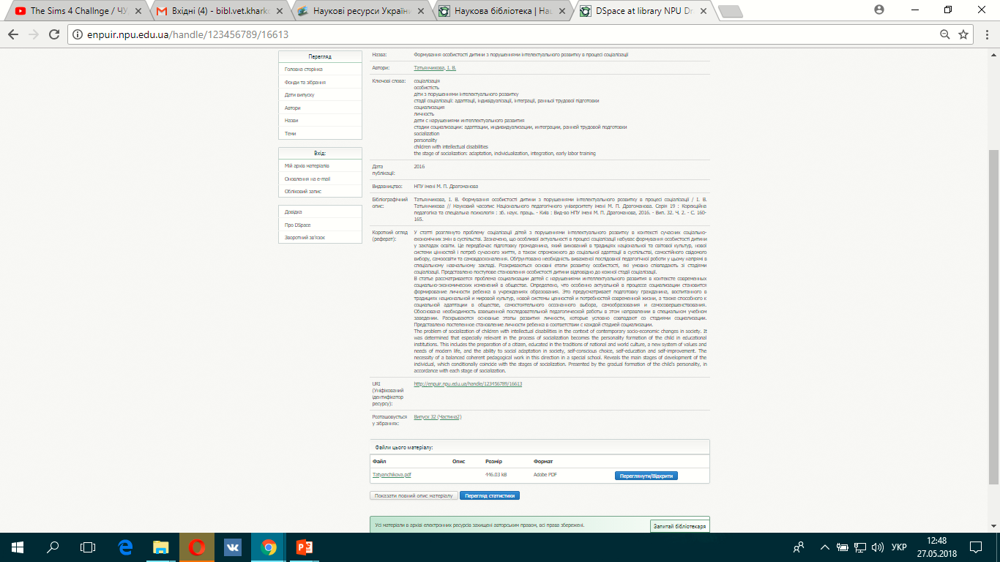 The Sims 4 Challnge / ЧУ
Вхідні (4) - bibl.vet.khark
Наукові ресурси Україн
Наукова бібліотека | На
DSpace at library NPU Dr
enpuir.npu.edu.ua/handle/123456789/16613
Перегляд
Головна сторінка
Фонди та зібрання
Дати випуску
Автори
Назви
Теми
Вхід:
Мій архів матеріалів
Оновлення на e-mail
Обліковий запис
Довідка
Про DSpace
Зворотний зв'язок
Назва: Формування особистості дитини з порушеннями інтелектуального розвитку в процесі соціалізації
Автори: Татьянчикова, І. В.
Ключові слова: соціалізація
особистість
діти з порушеннями інтелектуального розвитку
стадії соціалізації: адаптації, індивідуалізації, інтеграції, ранньої трудової підготовки
социализация
личность
дети с нарушениями интеллектуального развития
стадии социализации: адаптации, индивидуализации, интеграции, ранней трудовой подготовки
socialization
personality
children with intellectual disabilities
the stage of socialization: adaptation, individualization, integration, early labor training
Дата публікації: 2016
Видавництво: НПУ імені М. П. Драгоманова
Бібліографічний опис: Татьянчикова, І. В. Формування особистості дитини з порушеннями інтелектуального розвитку в процесі соціалізації / І. В.
Татьянчикова // Науковий часопис Національного педагогічного університету імені М. П. Драгоманова. Серія 19 : Корекційна
педагогіка та спеціальна психологія : зб. наук. праць. - Київ : Вид-во НПУ імені М. П. Драгоманова, 2016. - Вип. 32. Ч. 2. - С. 160-
165.
Короткий огляд (реферат): У статті розглянуто проблему соціалізації дітей з порушеннями інтелектуального розвитку в контексті сучасних соціально-
економічних змін в суспільстві. Зазначено, що особливої актуальності в процесі соціалізації набуває формування особистості дитини
у закладах освіти. Це передбачає підготовку громадянина, який вихований в традиціях національної та світової культур, нової
системи цінностей і потреб сучасного життя, а також спроможного до соціальної адаптації в суспільстві, самостійного свідомого
вибору, самоосвіти та самовдосконалення. Обґрунтовано необхідність виваженої послідовної педагогічної роботи у цьому напрямі в
спеціальному навчальному закладі. Розкриваються основні етапи розвитку особистості, які умовно співпадають зі стадіями
соціалізації. Представлено поступове становлення особистості дитини відповідно до кожної стадії соціалізації.
В статье рассматривается проблема социализации детей с нарушениями интеллектуального развития в контексте современных
социально-экономических изменений в обществе. Определено, что особенно актуальной в процессе социализации становится
формирование личности ребенка в учреждениях образования. Это предусматривает подготовку гражданина, воспитанного в
традициях национальной и мировой культур, новой системы ценностей и потребностей современной жизни, а также способного к
социальной адаптации в обществе, самостоятельного осознанного выбора, самообразования и самосовершенствования.
Обоснована необходимость взвешенной последовательной педагогической работы в этом направлении в специальном учебном
заведении. Раскрываются основные этапы развития личности, которые условно совпадают со стадиями социализации.
Представлено постепенное становление личности ребенка в соответствии с каждой стадией социализации.
The problem of socialization of children with intellectual disabilities in the context of contemporary socio-economic changes in society. It
was determined that especially relevant in the process of socialization becomes the personality formation of the child in educational
institutions. This includes the preparation of a citizen, educated in the traditions of national and world culture, a new system of values and
needs of modern life, and the ability to social adaptation in society, self-conscious choice, self-education and self-improvement. The
necessity of a balanced coherent pedagogical work in this direction in a special school. Reveals the main stages of development of the
individual, which conditionally coincide with the stages of socialization. Presented by the gradual formation of the child's personality, in
accordance with each stage of socialization.
URI (Уніфікований ідентифікатор ресурсу): http://enpuir.npu.edu.ua/handle/123456789/16613
Розташовується у зібраннях: Випуск 32 (Частина2)
Файли цього матеріалу:
Файл Опис Розмір Формат
Tatyanchikova.pdf 446.03 kB Adobe PDF Переглянути/Відкрити
Показати повний опис матеріалу Перегляд статистики
Усі матеріали в архіві електронних ресурсів захищені авторським правом, всі права збережені.
Запитай бібліотекаря
УКР
12:48
27.05.2018